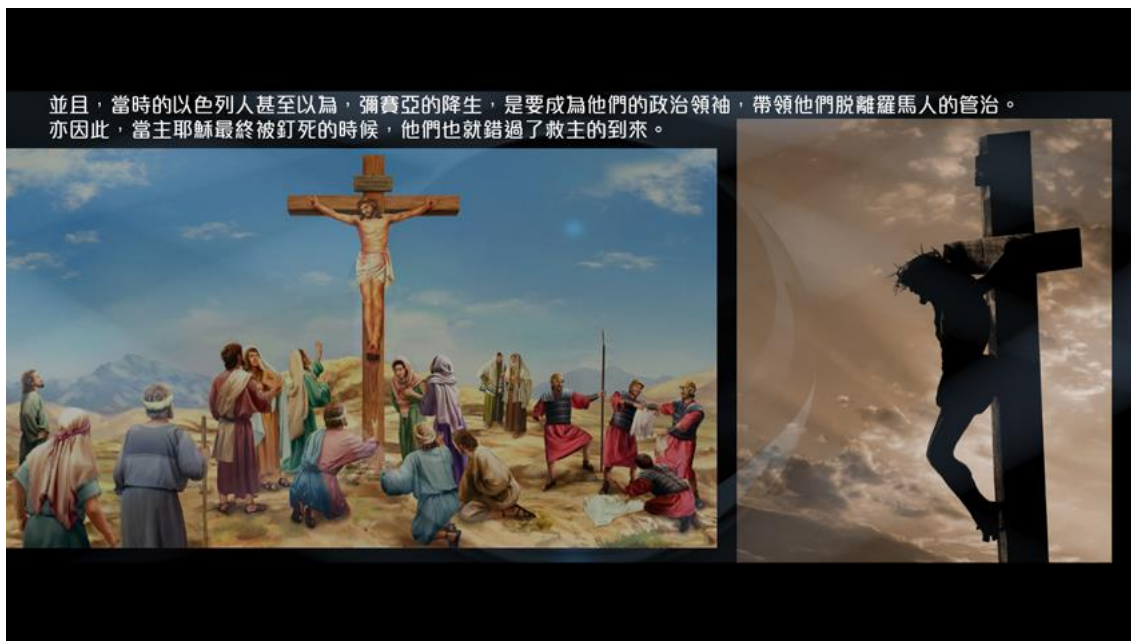 並且，當時的以色列人甚至以為，彌賽亞的降生，是要成為他們的政治領袖，帶領他們脱離羅馬人的管治。
亦因此，當主耶穌最終被釘死的時候，他們也就錯過了救主的到來。